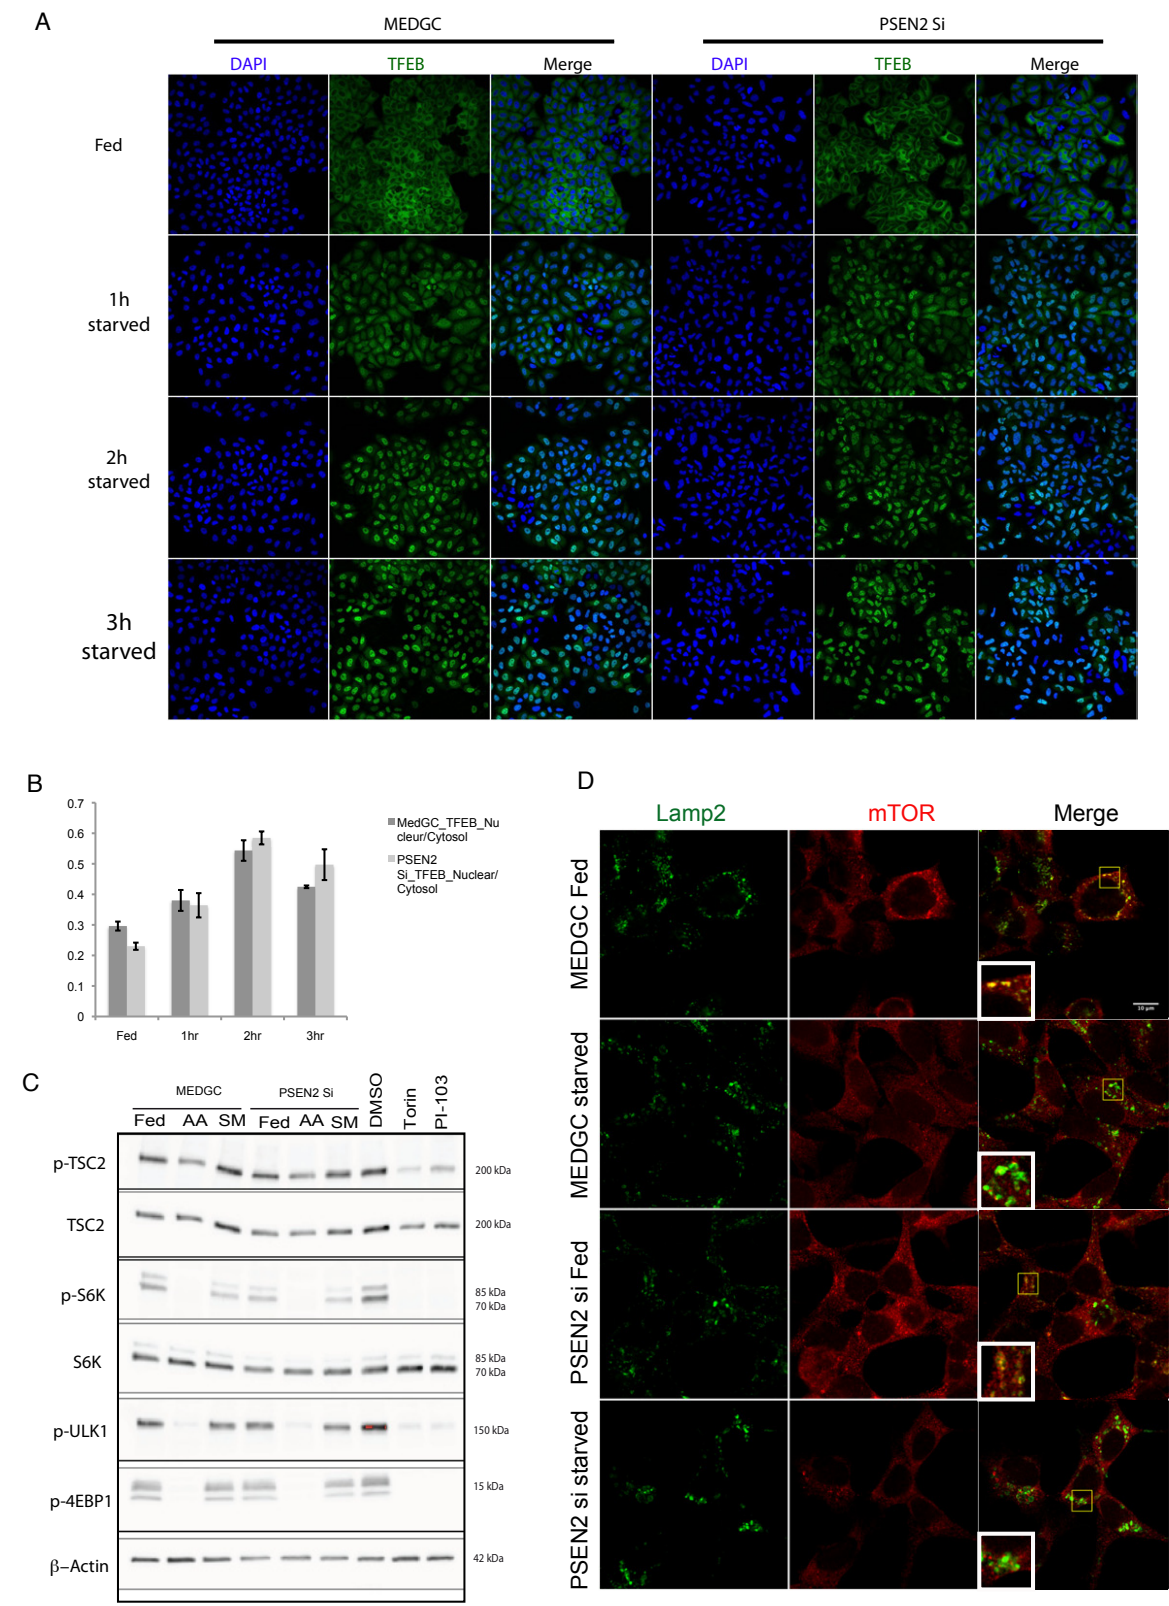 A
MEDGC
PSEN2 Si
DAPI
TFEB
Merge
DAPI
TFEB
Merge
Fed
1h
starved
2h
starved
3h
starved
B
0.7
0.6
0.5
0.4
0.3
0.2
0.1
0
Fed
1hr
2hr
3hr
MedGC_TFEB_Nu
cleur/Cytosol
PSEN2
Si_TFEB_Nuclear/
Cytosol
C
MEDGC
PSEN2 Si
Fed
AA
SM
Fed
AA
SM
DMSO
Torin
PI-103
p-TSC2
200 kDa
TSC2
200 kDa
p-S6K
85 kDa
70 kDa
S6K
85 kDa
70 kDa
p-ULK1
150 kDa
p-4EBP1
15 kDa
β–Actin
42 kDa
D
Lamp2
mTOR
Merge
MEDGC Fed
10 µm
MEDGC starved
PSEN2 si Fed
PSEN2 si starved